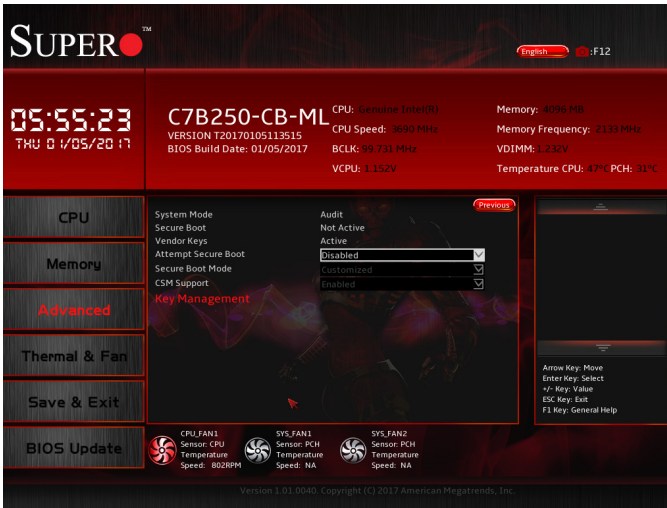 SUPER TM
English :F12
05:55:23
THU 01/05/2017
C7B250-CB-ML
VERSION T20170105113515
BIOS Build Date: 01/05/2017
CPU: Genuine Intel(R)
CPU Speed: 3690 MHz
BCLK: 99.731 MHz
VCPU: 1.152V
Memory: 4096 MB
Memory Frequency: 2133 MHz
VDIMM: 1.232V
Temperature CPU: 47°C PCH: 31°C
CPU
Memory
Advanced
Thermal & Fan
Save & Exit
BIOS Update
Previous
System Mode Audit
Secure Boot Not Active
Vendor Keys Active
Attempt Secure Boot Disabled
Secure Boot Mode Customized
CSM Support Enabled
Key Management
Arrow Key: Move
Enter Key: Select
+/- Key: Value
ESC Key: Exit
F1 Key: General Help
CPU_FAN1
Sensor: CPU
Temperature
Speed: 802RPM
SYS_FAN1
Sensor: PCH
Temperature
Speed: NA
SYS_FAN2
Sensor: PCH
Temperature
Speed: NA
Version 1.01.0040. Copyright (C) 2017 American Megatrends, Inc.